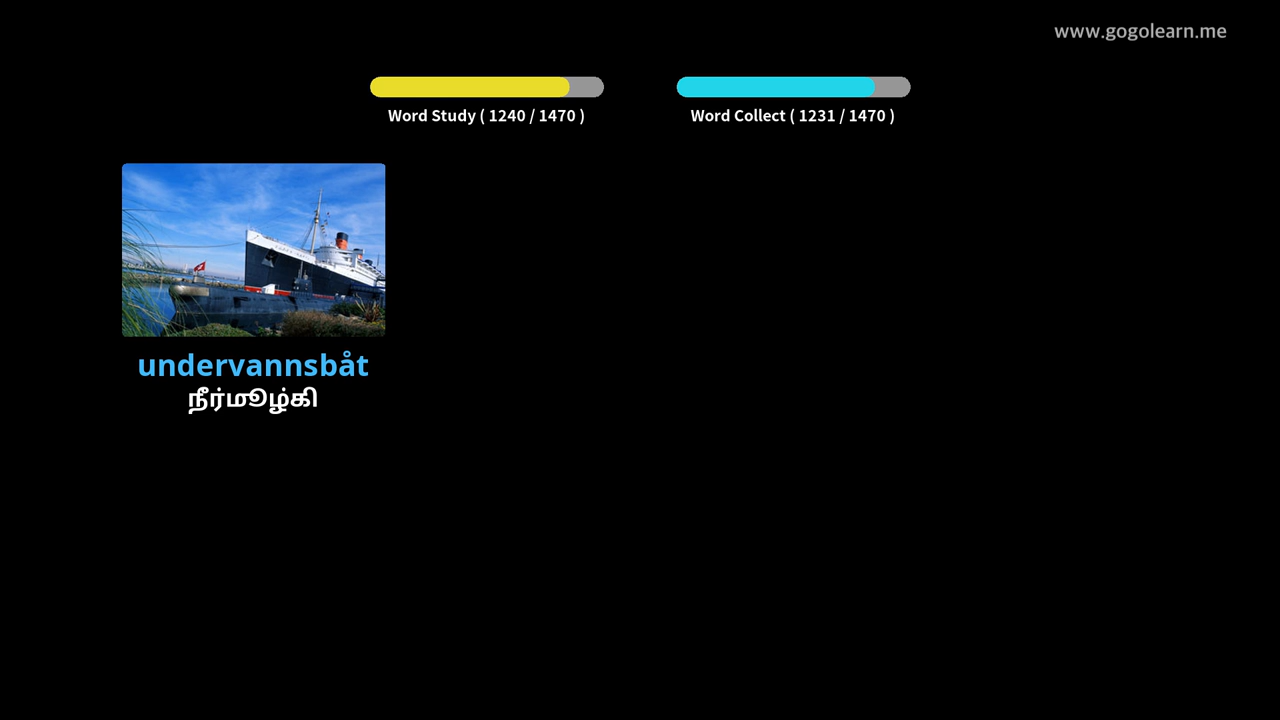 www.gogolearn.me
Word Study ( 1240 / 1470 )
Word Collect ( 1231 / 1470 )
undervannsbåt
நீர்மூழ்கி